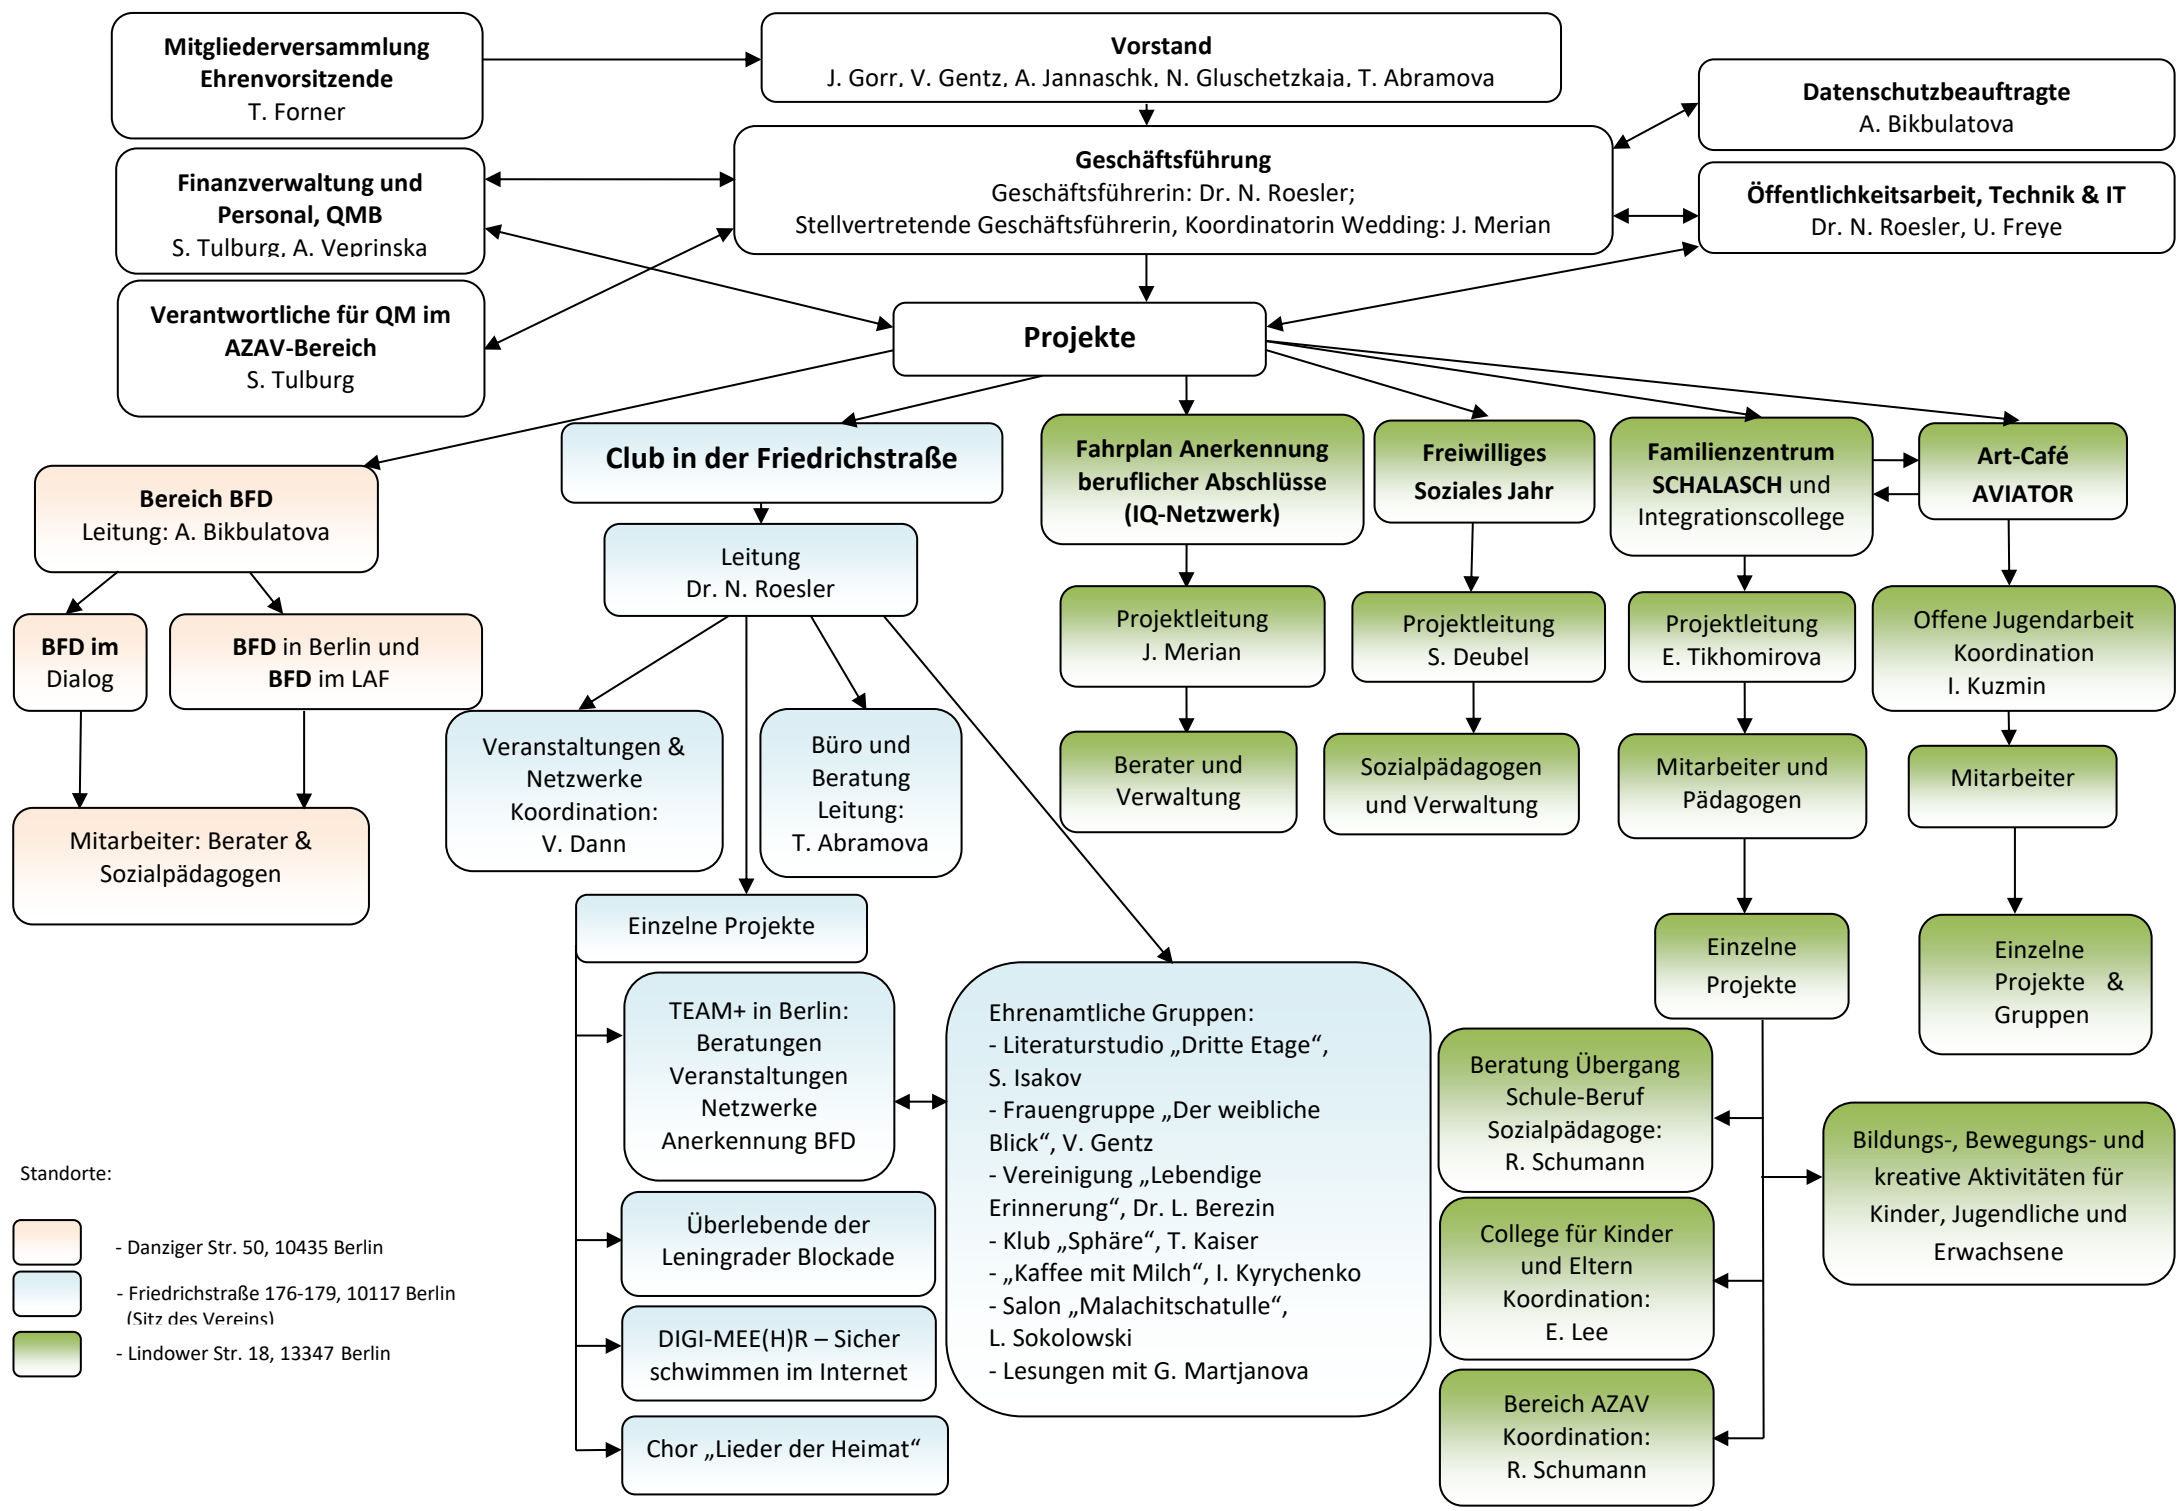 Mitgliederversammlung
Ehrenvorsitzende
T. Forner
Vorstand
J. Gorr, V. Gentz, A. Jannaschk, N. Gluschetzkaja, T. Abramova
Datenschutzbeauftragte
A. Bikbulatova
Finanzverwaltung und
Personal, QMB
S. Tulburg, A. Veprinska
Geschäftsführung
Geschäftsführerin: Dr. N. Roesler;
Stellvertretende Geschäftsführerin, Koordinatorin Wedding: J. Merian
Öffentlichkeitsarbeit, Technik & IT
Dr. N. Roesler, U. Freye
Verantwortliche für QM im
AZAV-Bereich
S. Tulburg
Projekte
Bereich BFD
Leitung: A. Bikbulatova
Club in der Friedrichstraße
Fahrplan Anerkennung
beruflicher Abschlüsse
(IQ-Netzwerk)
Freiwilliges
Soziales Jahr
Familienzentrum
SCHALASCH und
Integrationscollege
Art-Café
AVIATOR
BFD im
Dialog
BFD in Berlin und
BFD im LAF
Leitung
Dr. N. Roesler
Projektleitung
J. Merian
Projektleitung
S. Deubel
Projektleitung
E. Tikhomirova
Offene Jugendarbeit
Koordination
I. Kuzmin
Mitarbeiter: Berater &
Sozialpädagogen
Veranstaltungen &
Netzwerke
Koordination:
V. Dann
Büro und
Beratung
Leitung:
T. Abramova
Berater und
Verwaltung
Sozialpädagogen
und Verwaltung
Mitarbeiter und
Pädagogen
Mitarbeiter
Einzelne Projekte
TEAM+ in Berlin:
Beratungen
Veranstaltungen
Netzwerke
Anerkennung BFD
Überlebende der
Leningrader Blockade
DIGI-MEE(H)R – Sicher
schwimmen im Internet
Chor „Lieder der Heimat“
Ehrenamtliche Gruppen:
- Literaturstudio „Dritte Etage“,
S. Isakov
- Frauengruppe „Der weibliche
Blick“, V. Gentz
- Vereinigung „Lebendige
Erinnerung“, Dr. L. Berezin
- Klub „Sphäre“, T. Kaiser
- „Kaffee mit Milch“, I. Kyrychenko
- Salon „Malachitschatulle“,
L. Sokolowski
- Lesungen mit G. Martjanova
Einzelne
Projekte
Einzelne
Projekte &
Gruppen
Beratung Übergang
Schule-Beruf
Sozialpädagoge:
R. Schumann
College für Kinder
und Eltern
Koordination:
E. Lee
Bereich AZAV
Koordination:
R. Schumann
Bildungs-, Bewegungs- und
kreative Aktivitäten für
Kinder, Jugendliche und
Erwachsene
Standorte:
- Danziger Str. 50, 10435 Berlin
- Friedrichstraße 176-179, 10117 Berlin
(Sitz des Vereins)
- Lindower Str. 18, 13347 Berlin